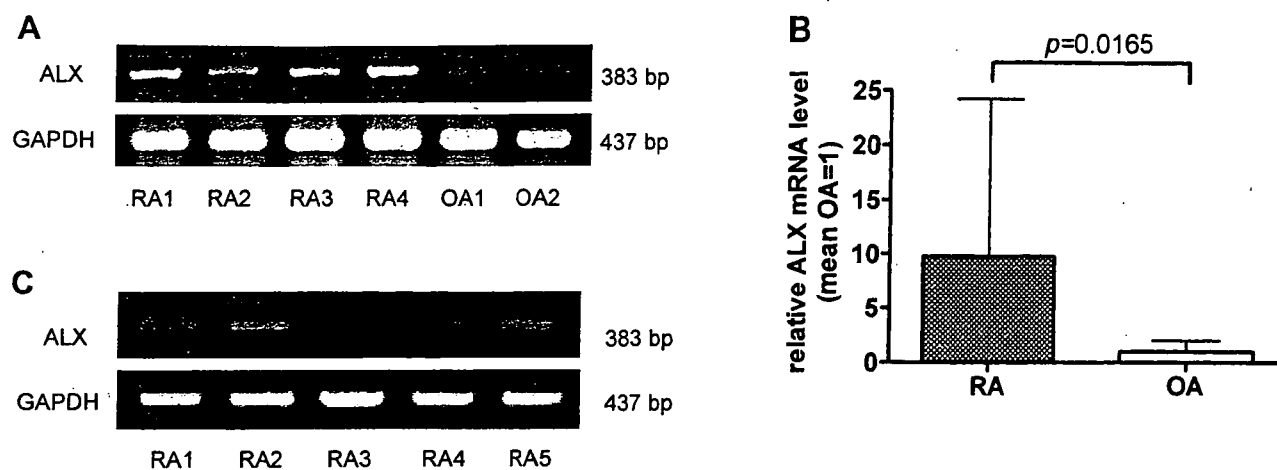 A
ALX
383 bp
GAPDH
437 bp
RA1 RA2 RA3 RA4 OA1 OA2
B
p=0.0165
relative ALX mRNA level
(mean OA=1)
25
20
15
10
5
0
RA OA
C
ALX
383 bp
GAPDH
437 bp
RA1 RA2 RA3 RA4 RA5